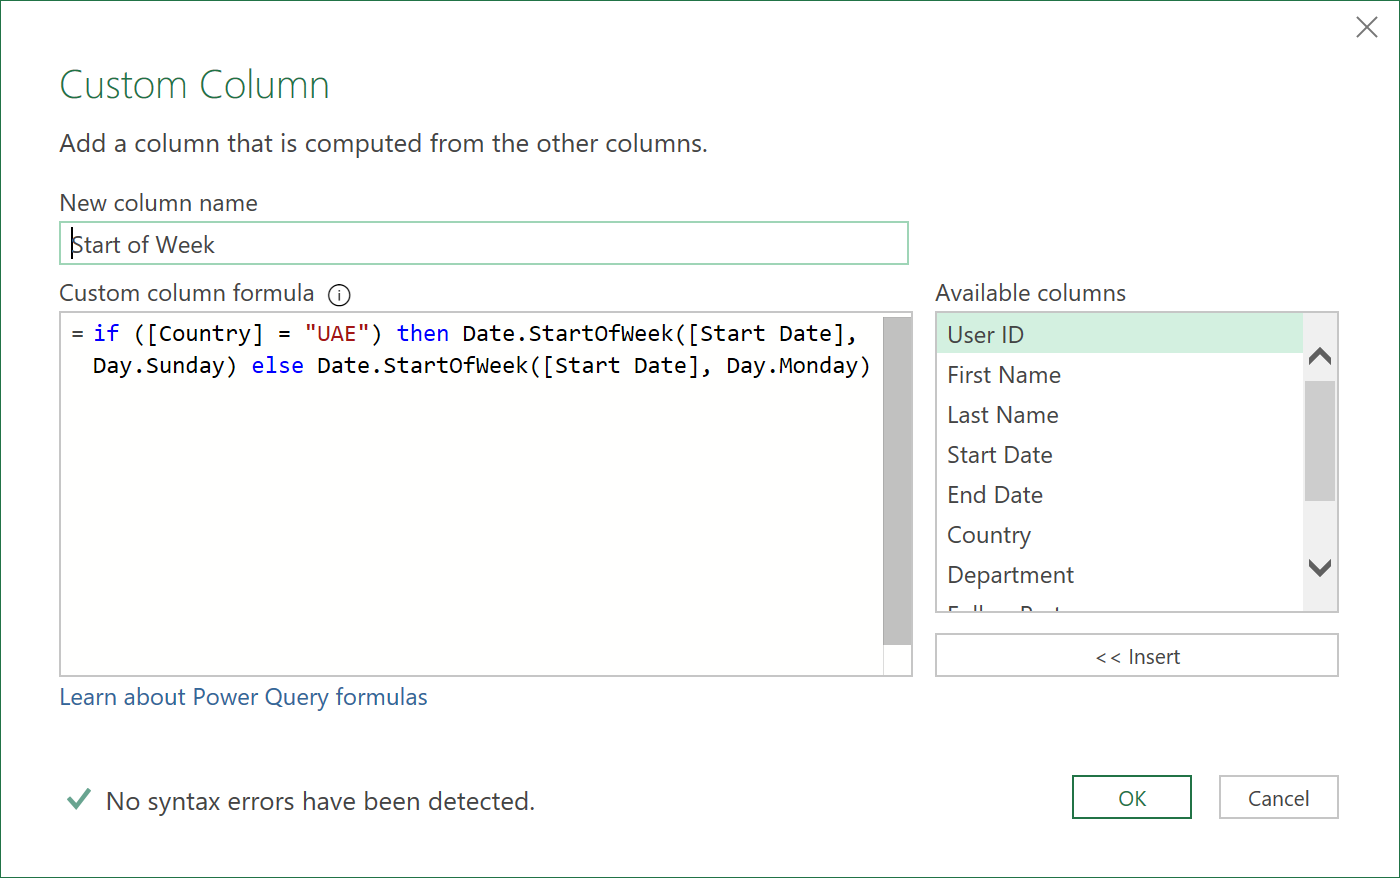 Custom Column
Add a column that is computed from the other columns.
New column name
Start of Week
Custom column formula
= if ([Country] = "UAE") then Date.StartOfWeek([Start Date],
Day.Sunday) else Date.StartOfWeek([Start Date], Day.Monday)
Available columns
User ID
First Name
Last Name
Start Date
End Date
Country
Department
<< Insert
Learn about Power Query formulas
No syntax errors have been detected.
OK
Cancel